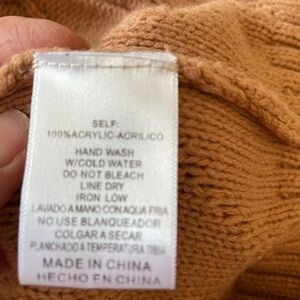 SELF:
100%ACRYLIC-ACRILICO
HAND WASH
W/COLD WATER
DO NOT BLEACH
LINE DRY
IRON LOW
LAVADO A MANO CON AQUA FRIA
NO USE BLANQUEADOR
COLGAR A SECAR
PLANCHADO A TEMPERATURA TIBIA
MADE IN CHINA
HECHO EN CHINA